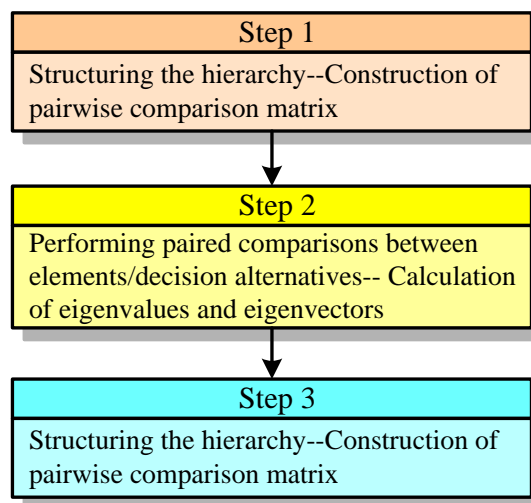 Step 1
Structuring the hierarchy--Construction of
pairwise comparison matrix
Step 2
Performing paired comparisons between
elements/decision alternatives-- Calculation
of eigenvalues and eigenvectors
Step 3
Structuring the hierarchy--Construction of
pairwise comparison matrix